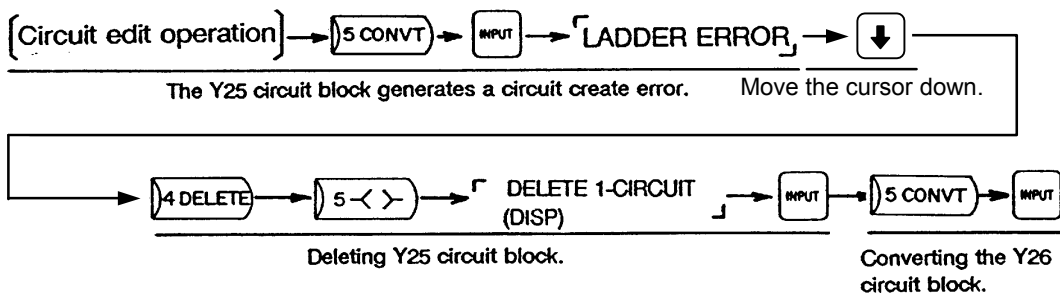 [Circuit edit operation] 5 CONVT INPUT 「LADDER ERROR」
The Y25 circuit block generates a circuit create error. Move the cursor down.
4 DELETE 5 -< >- 「DELETE 1-CIRCUIT
(DISP)」 INPUT 5 CONVT INPUT
Deleting Y25 circuit block. Converting the Y26
circuit block.